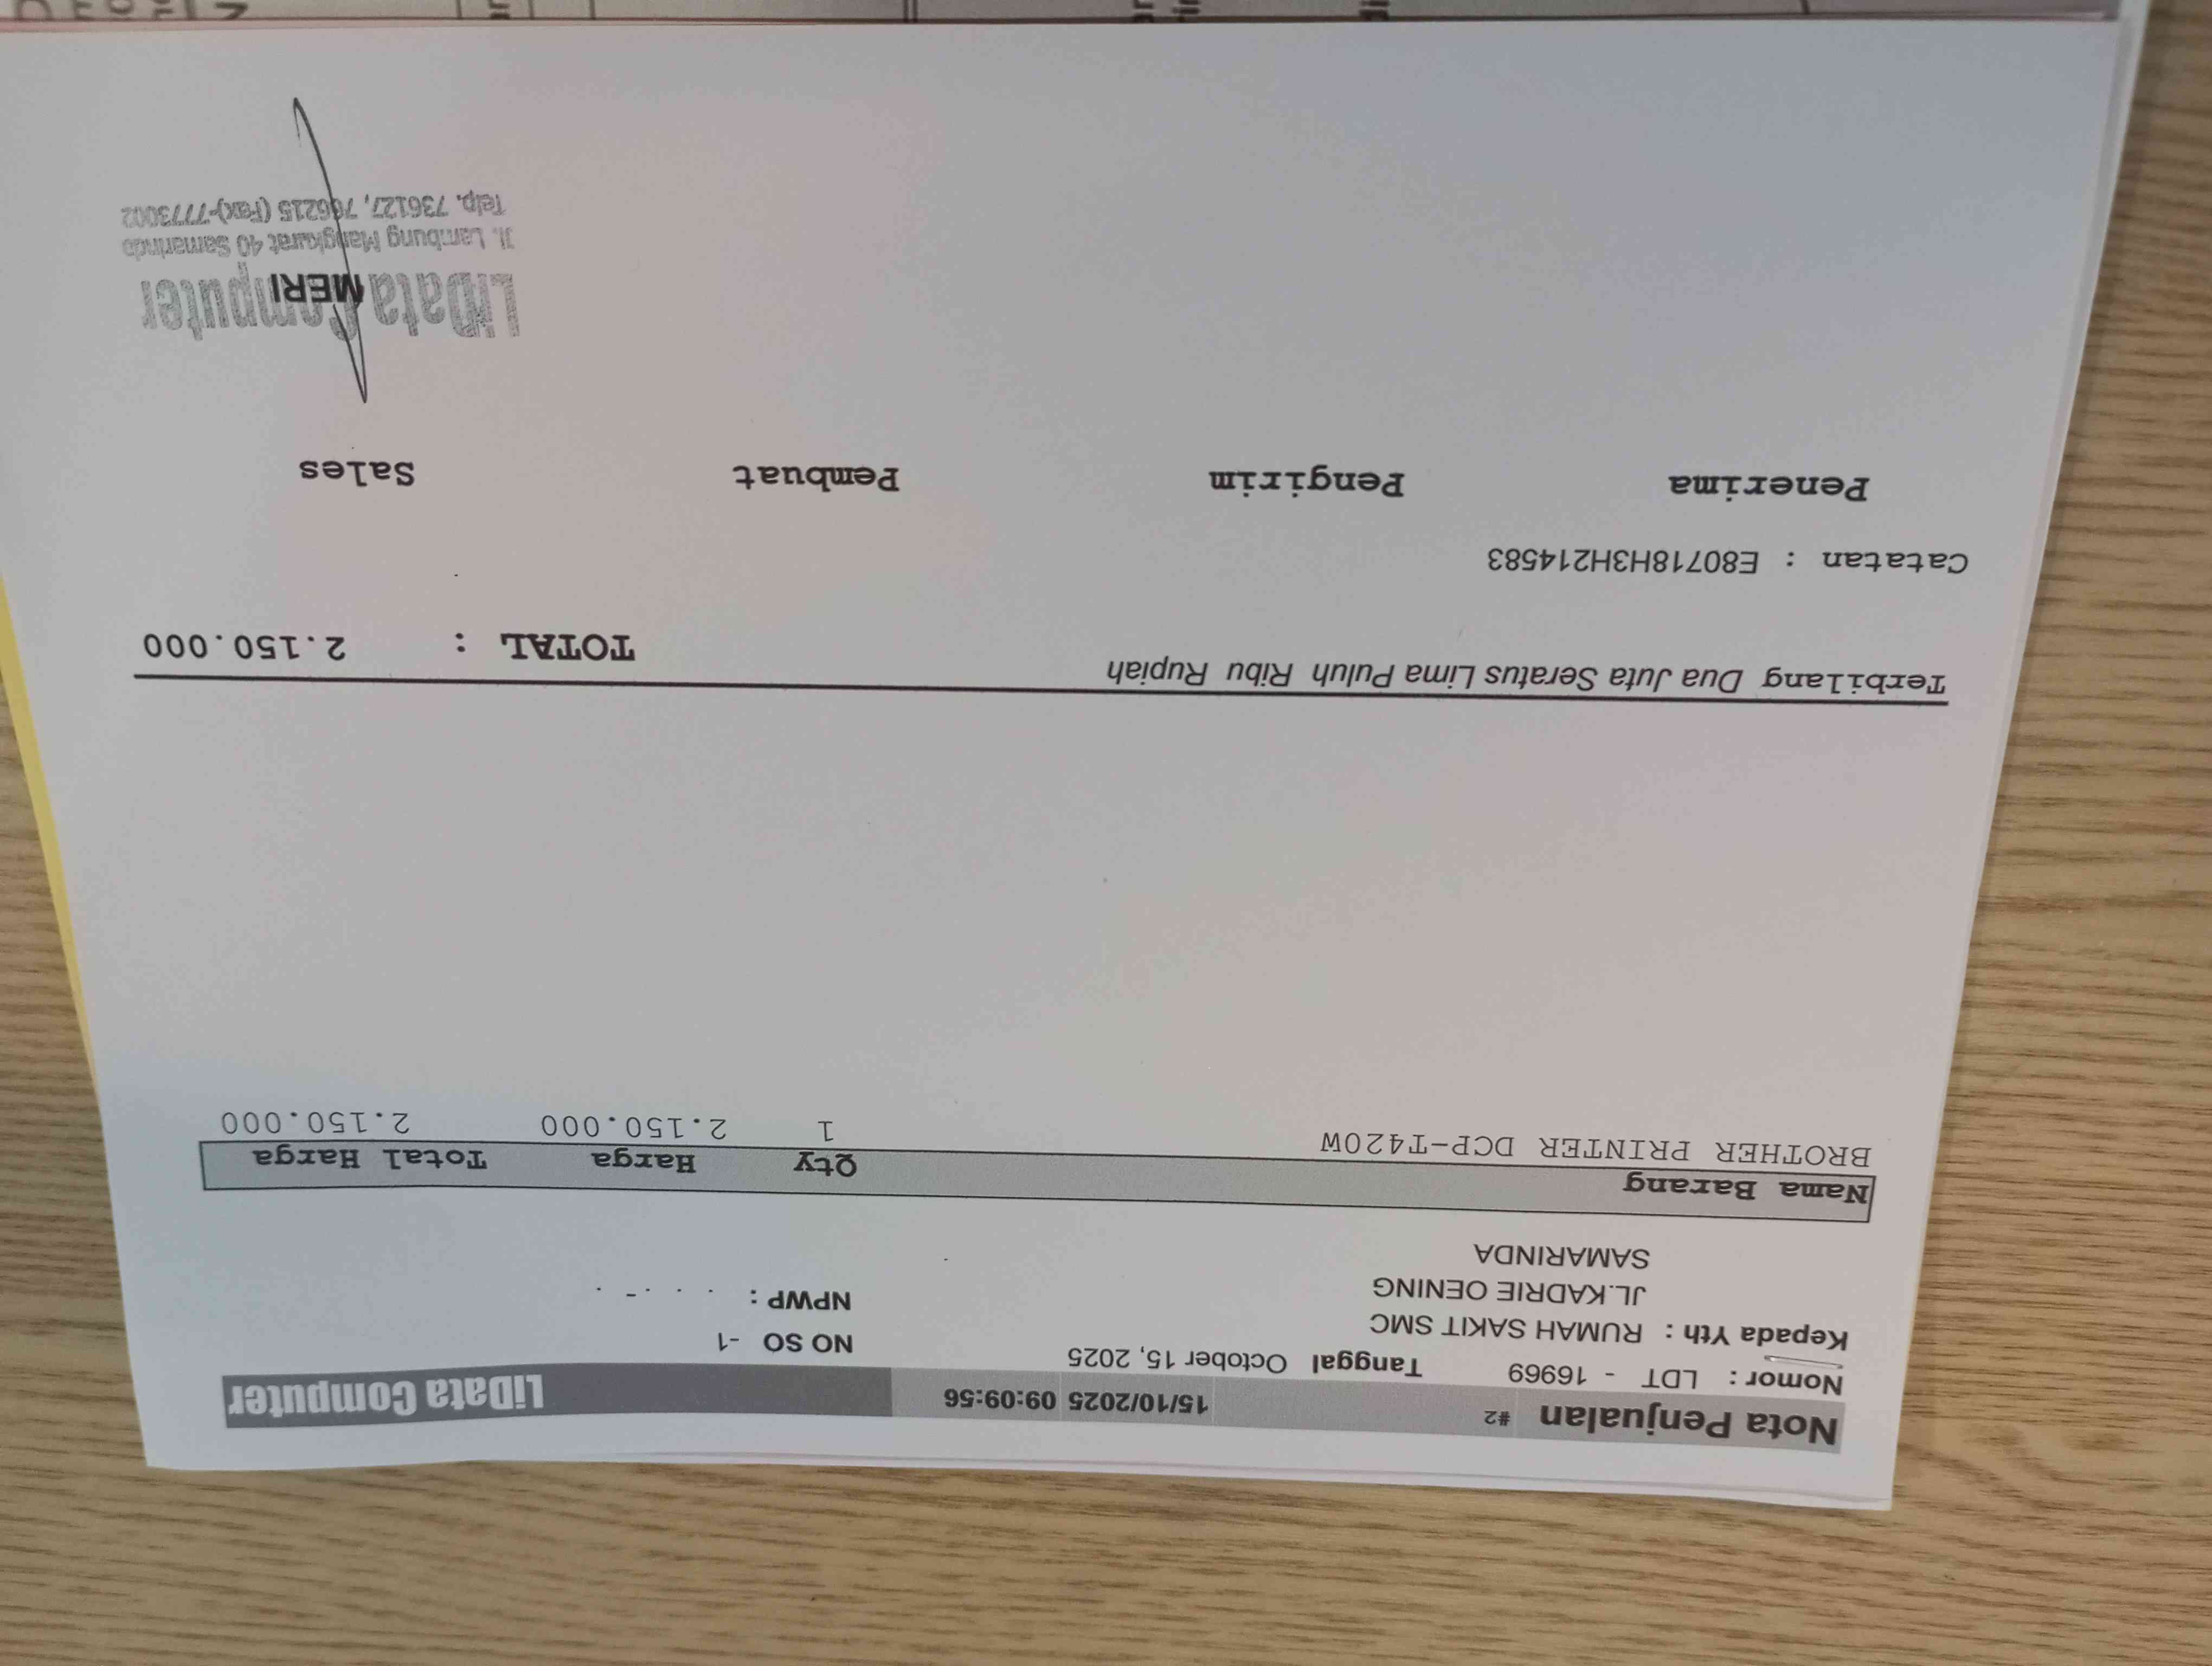 Nota Penjualan #2 15/10/2025 09:09:56 LiData Computer
Nomor : LDT - 16969 Tanggal October 15, 2025 NO SO -1
Kepada Yth : RUMAH SAKIT SMC NPWP : . . . - .
JL.KADRIE OENING
SAMARINDA
Nama Barang Qty Harga Total Harga
BROTHER PRINTER DCP-T420W 1 2.150.000 2.150.000
Terbilang Dua Juta Seratus Lima Puluh Ribu Rupiah TOTAL : 2.150.000
Catatan : E80718H3H214583
Penerima Pengirim Pembuat Sales
LiData Computer
MERI
Jl. Lambung Mangkurat 40 Samarinda
Telp. 736127, 766215 (Fax)-7773002